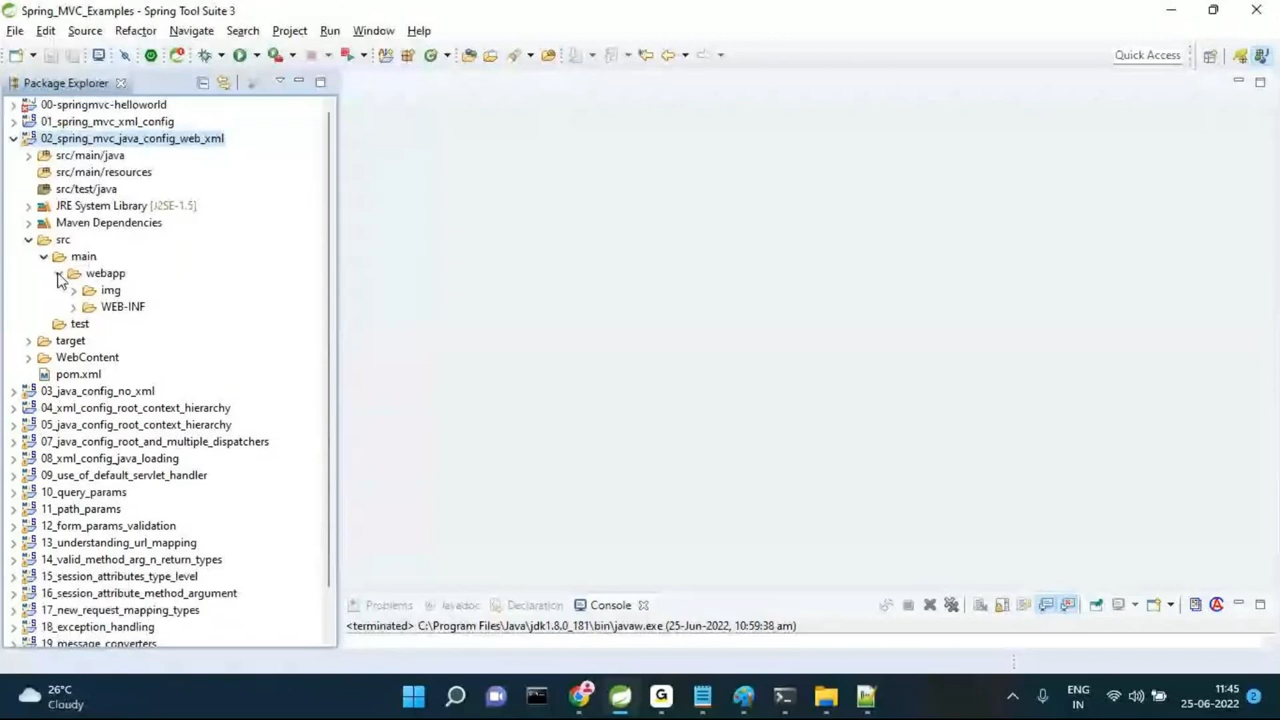 Spring_MVC_Examples - Spring Tool Suite 3
File Edit Source Refactor Navigate Search Project Run Window Help
Quick Access
Package Explorer
00-springmvc-helloworld
01_spring_mvc_xml_config
02_spring_mvc_java_config_web_xml
src/main/java
src/main/resources
src/test/java
JRE System Library [J2SE-1.5]
Maven Dependencies
src
main
webapp
img
WEB-INF
test
target
WebContent
pom.xml
03_java_config_no_xml
04_xml_config_root_context_hierarchy
05_java_config_root_context_hierarchy
07_java_config_root_and_multiple_dispatchers
08_xml_config_java_loading
09_use_of_default_servlet_handler
10_query_params
11_path_params
12_form_params_validation
13_understanding_url_mapping
14_valid_method_arg_n_return_types
15_session_attributes_type_level
16_session_attribute_method_argument
17_new_request_mapping_types
18_exception_handling
19_message_converters
Problems Javadoc Declaration Console
<terminated> C:\Program Files\Java\jdk1.8.0_181\bin\javaw.exe (25-Jun-2022, 10:59:38 am)
26°C
Cloudy
ENG
IN
11:45
25-06-2022
2